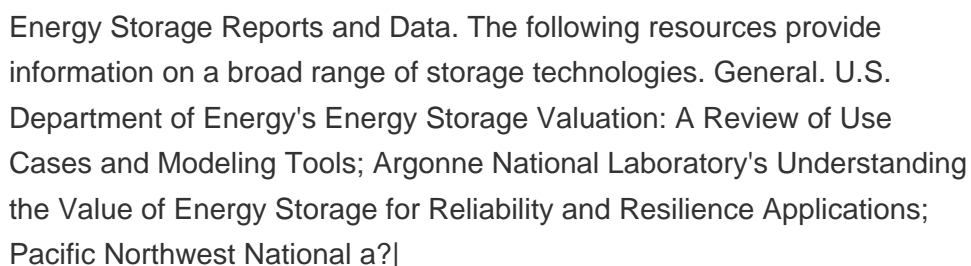 Energy Storage Reports and Data. The following resources provide
information on a broad range of storage technologies. General. U.S.
Department of Energy's Energy Storage Valuation: A Review of Use
Cases and Modeling Tools; Argonne National Laboratory's Understanding
the Value of Energy Storage for Reliability and Resilience Applications;
Pacific Northwest National a?|